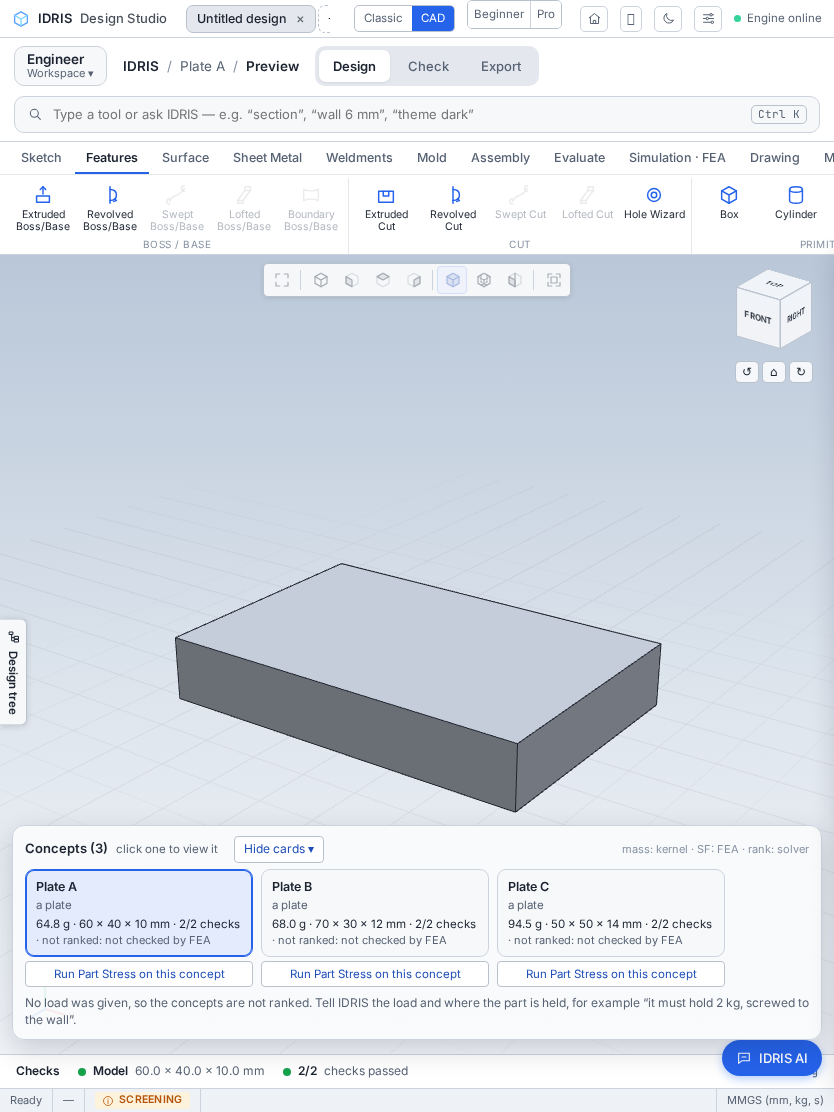 IDRIS Design Studio Untitled design × Classic CAD Beginner Pro Engine online
Engineer
Workspace ▾
IDRIS / Plate A / Preview Design Check Export
Type a tool or ask IDRIS — e.g. “section”, “wall 6 mm”, “theme dark” Ctrl K
Sketch Features Surface Sheet Metal Weldments Mold Assembly Evaluate Simulation · FEA Drawing M
Extruded Boss/Base
Revolved Boss/Base
Swept Boss/Base
Lofted Boss/Base
Boundary Boss/Base
BOSS / BASE
Extruded Cut
Revolved Cut
Swept Cut
Lofted Cut
Hole Wizard
CUT
Box
Cylinder
PRIMIT
TOP
FRONT
RIGHT
↺ ⌂ ↻
Design tree
Concepts (3) click one to view it Hide cards ▾ mass: kernel · SF: FEA · rank: solver
Plate A
a plate
64.8 g · 60 × 40 × 10 mm · 2/2 checks
· not ranked: not checked by FEA
Run Part Stress on this concept
Plate B
a plate
68.0 g · 70 × 30 × 12 mm · 2/2 checks
· not ranked: not checked by FEA
Run Part Stress on this concept
Plate C
a plate
94.5 g · 50 × 50 × 14 mm · 2/2 checks
· not ranked: not checked by FEA
Run Part Stress on this concept
No load was given, so the concepts are not ranked. Tell IDRIS the load and where the part is held, for example “it must hold 2 kg, screwed to
the wall”.
IDRIS AI
Checks Model 60.0 × 40.0 × 10.0 mm 2/2 checks passed
Ready — SCREENING MMGS (mm, kg, s)